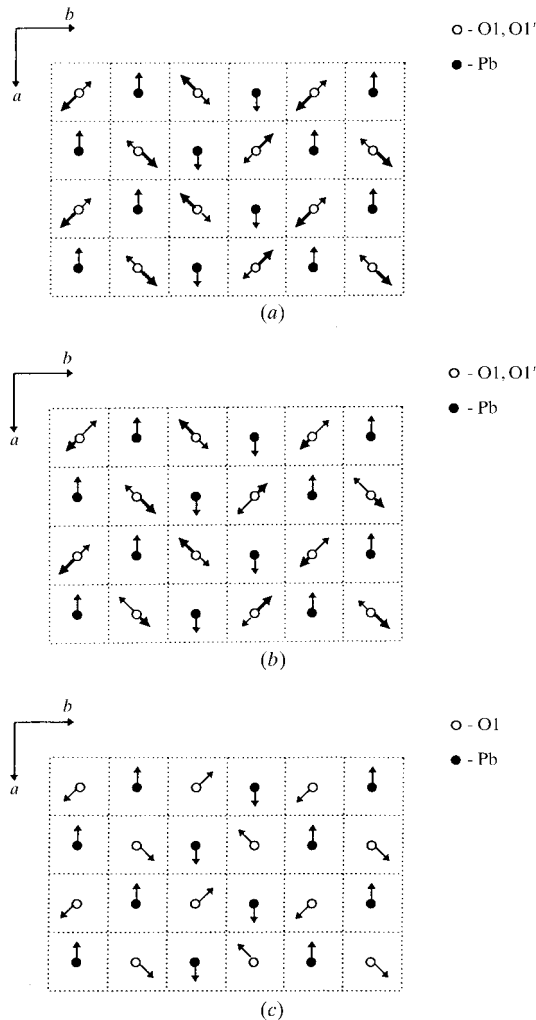 b
a
○ - O1, O1′
● - Pb
(a)
b
a
○ - O1, O1′
● - Pb
(b)
b
a
○ - O1
● - Pb
(c)